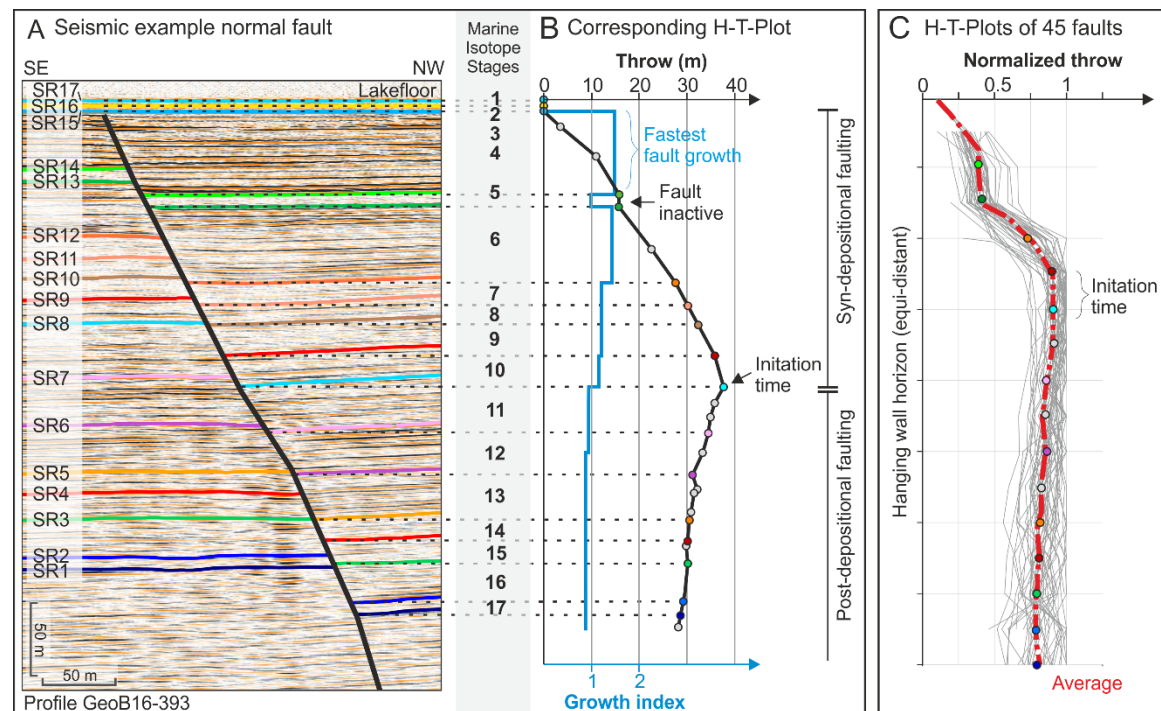 A Seismic example normal fault
SE
NW
SR17
Lakefloor
SR16
SR15
SR14
SR13
SR12
SR11
SR10
SR9
SR8
SR7
SR6
SR5
SR4
SR3
SR2
SR1
50 m
50 m
Profile GeoB16-393
Marine
Isotope
Stages
1
2
3
4
5
6
7
8
9
10
11
12
13
14
15
16
17
B Corresponding H-T-Plot
Throw (m)
0 10 20 30 40
Fastest
fault growth
Fault
inactive
Initation
time
1 2
Growth index
Syn-depositional faulting
Post-depositional faulting
C H-T-Plots of 45 faults
Normalized throw
0 0.5 1
Initation
time
Hanging wall horizon (equi-distant)
Average